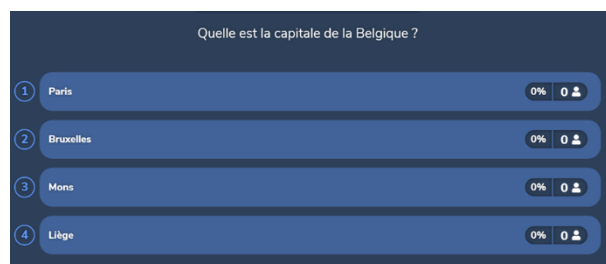 Quelle est la capitale de la Belgique ?
1 Paris 0% 0
2 Bruxelles 0% 0
3 Mons 0% 0
4 Liège 0% 0